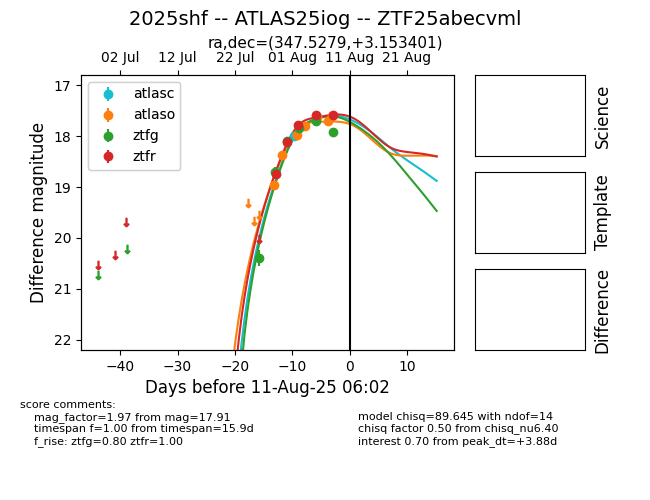 2025shf -- ATLAS25iog -- ZTF25abecvml
ra,dec=(347.5279,+3.153401)
02 Jul 12 Jul 22 Jul 01 Aug 11 Aug 21 Aug
atlasc
atlaso
ztfg
ztfr
17
18
19
20
21
22
Difference magnitude
−40 −30 −20 −10 0 10
Days before 11-Aug-25 06:02
Science
Template
Difference
score comments:
mag_factor=1.97 from mag=17.91
timespan f=1.00 from timespan=15.9d
f_rise: ztfg=0.80 ztfr=1.00
model chisq=89.645 with ndof=14
chisq factor 0.50 from chisq_nu6.40
interest 0.70 from peak_dt=+3.88d